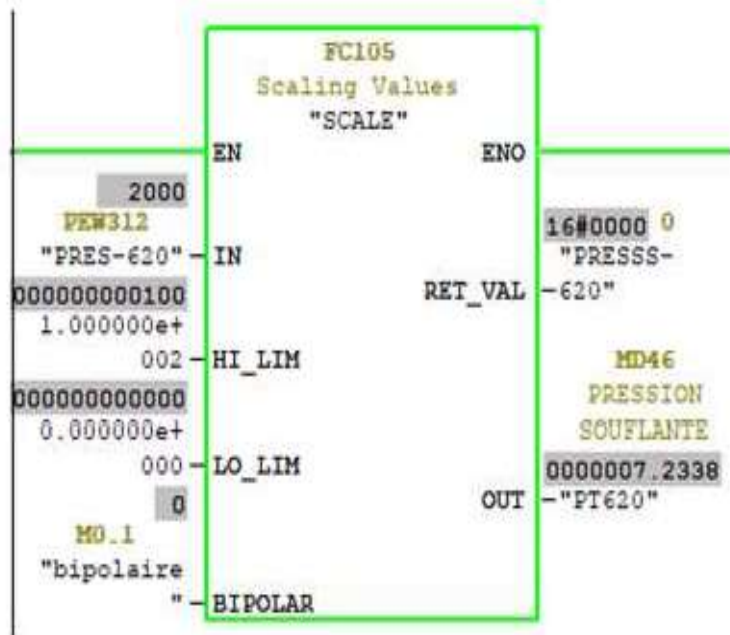 FC105
Scaling Values
"SCALE"
EN
ENO
2000
PEW312
"PRES-620"
IN
16#0000 0
"PRESSS-
620"
RET_VAL
000000000100
1.000000e+
002
HI_LIM
MD46
PRESSION
SOUFLANTE
000000000000
0.000000e+
000
LO_LIM
0000007.2338
OUT
"PT620"
0
M0.1
"bipolaire
"
BIPOLAR